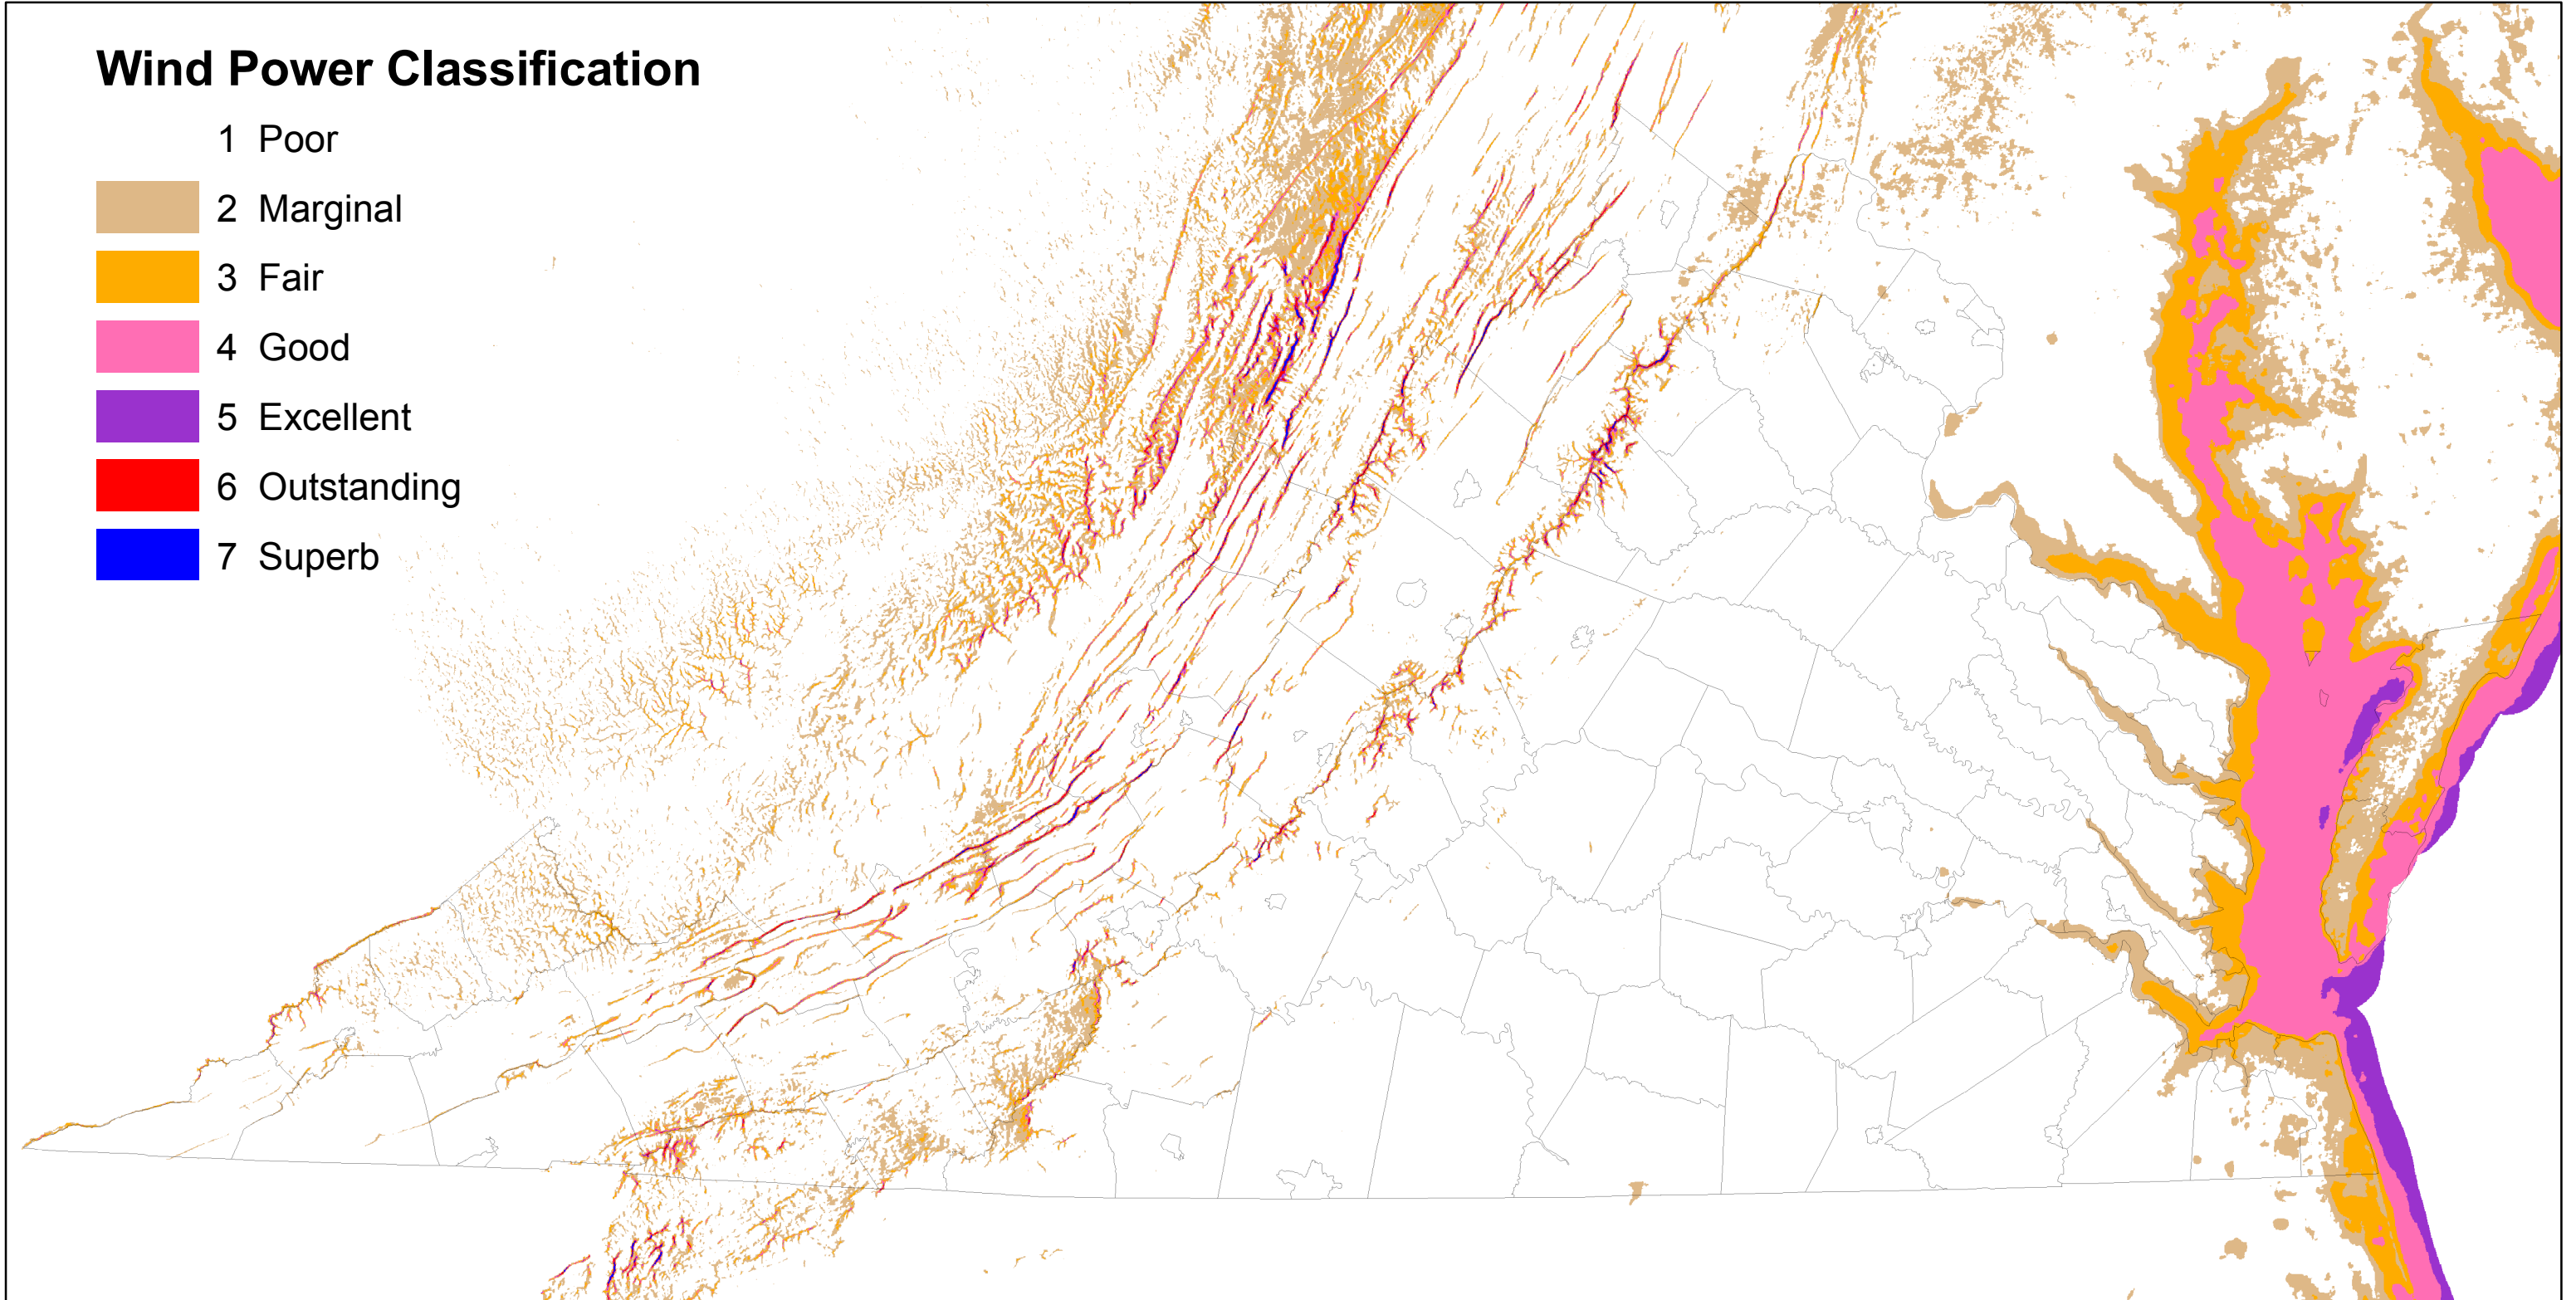 Wind Power Classification
1 Poor
2 Marginal
3 Fair
4 Good
5 Excellent
6 Outstanding
7 Superb